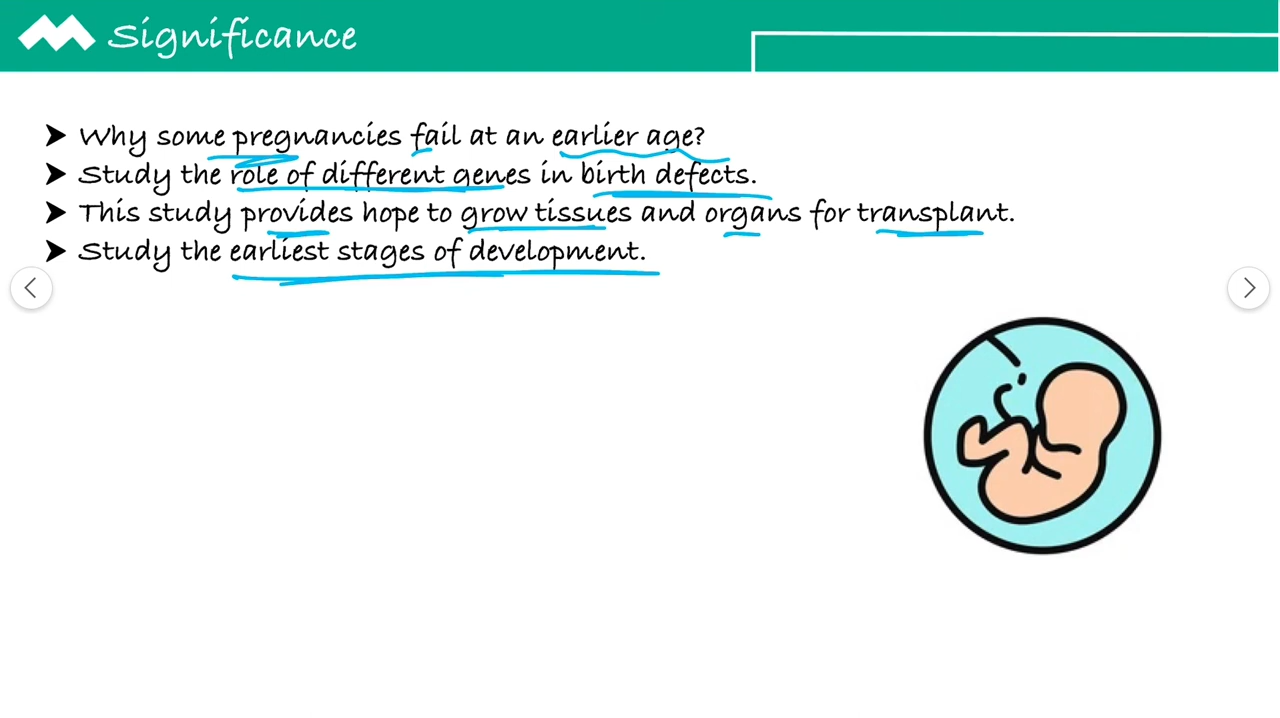 Significance
➤ Why some pregnancies fail at an earlier age?
➤ Study the role of different genes in birth defects.
➤ This study provides hope to grow tissues and organs for transplant.
➤ Study the earliest stages of development.